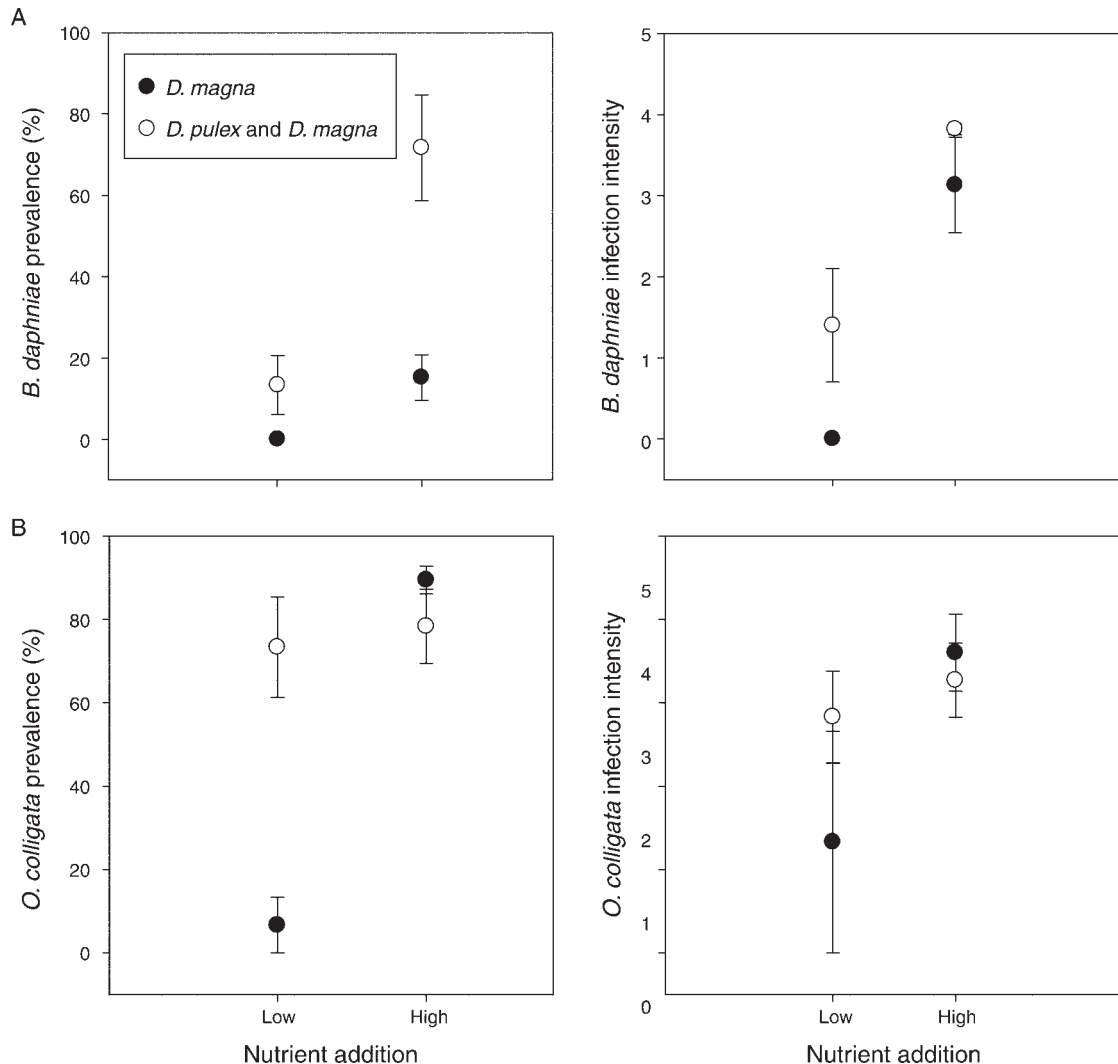 A
B. daphniae prevalence (%)
100
80
60
40
20
0
D. magna
D. pulex and D. magna
B. daphniae infection intensity
5
4
3
2
1
0
B
O. colligata prevalence (%)
100
80
60
40
20
0
Low
High
Nutrient addition
O. colligata infection intensity
5
4
3
2
1
0
Low
High
Nutrient addition